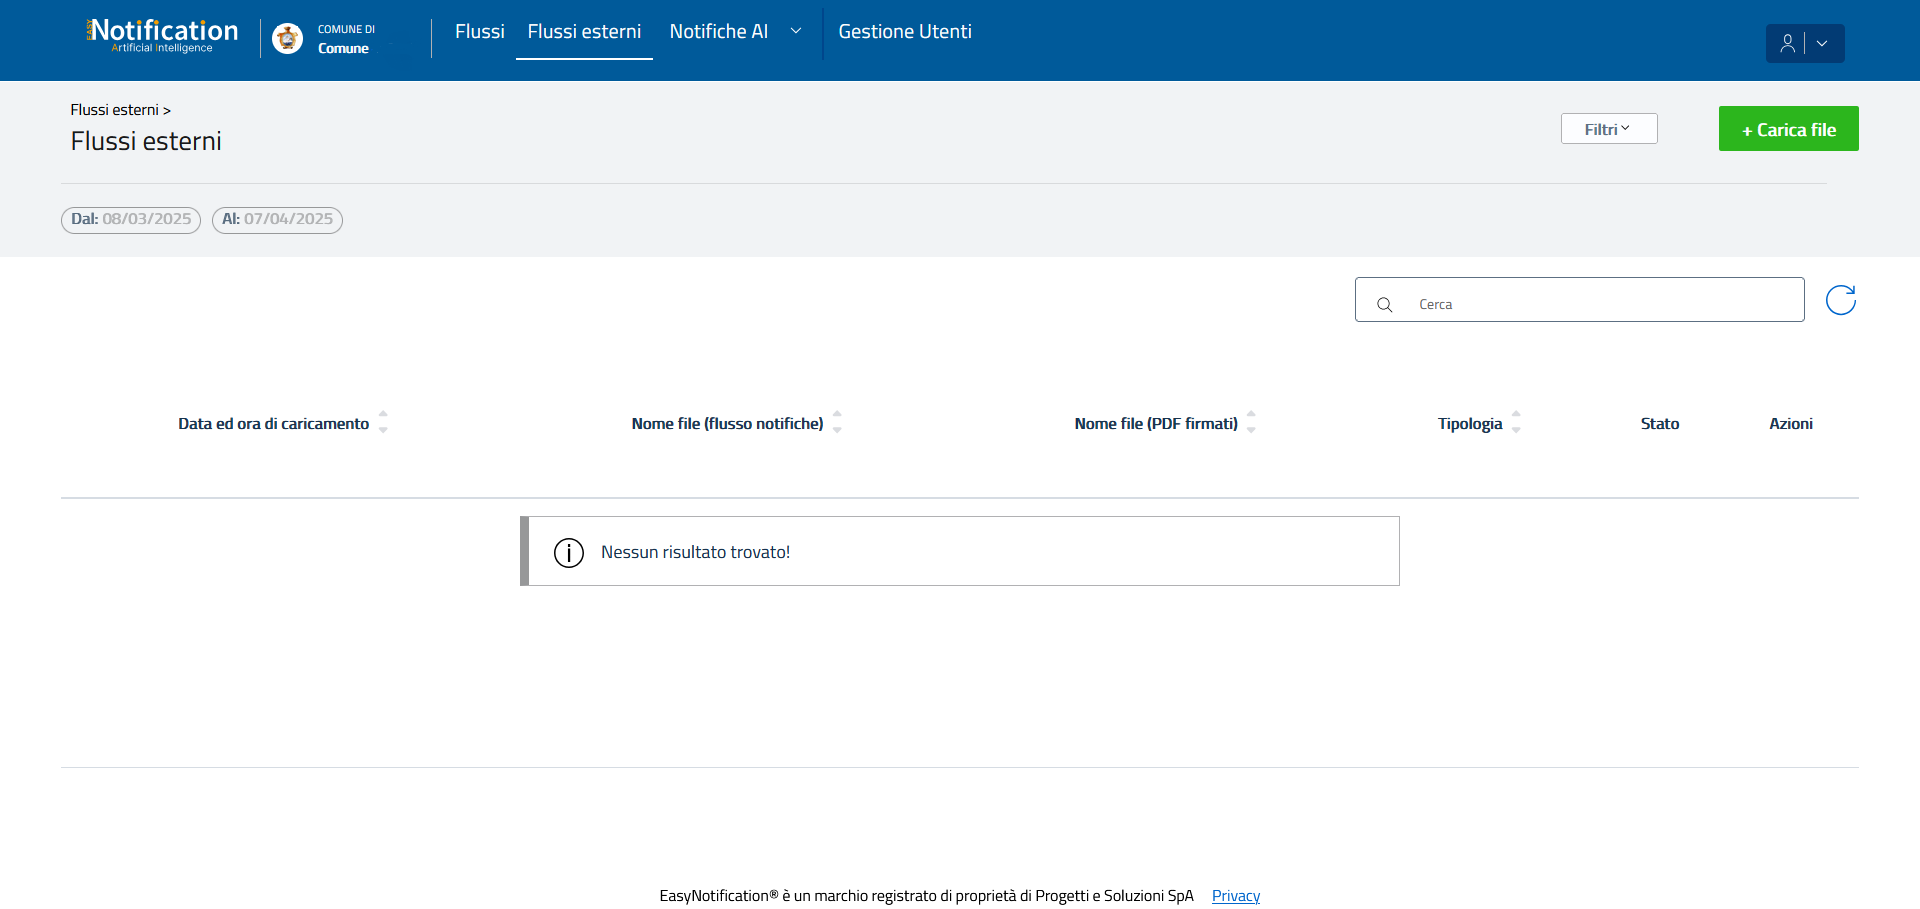 EASY Notification
Artificial Intelligence
COMUNE DI
Comune
Flussi
Flussi esterni
Notifiche AI
Gestione Utenti
Flussi esterni >
Flussi esterni
Filtri
+ Carica file
Dal: 08/03/2025
Al: 07/04/2025
Cerca
Data ed ora di caricamento
Nome file (flusso notifiche)
Nome file (PDF firmati)
Tipologia
Stato
Azioni
Nessun risultato trovato!
EasyNotification® è un marchio registrato di proprietà di Progetti e Soluzioni SpA
Privacy